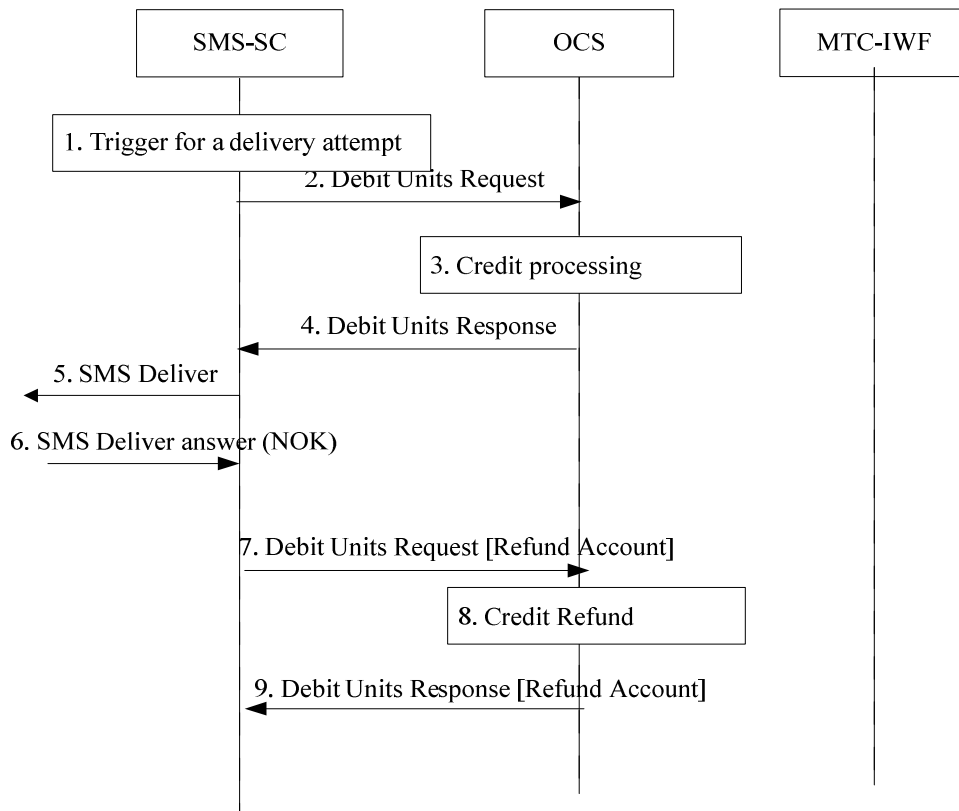 SMS-SC
OCS
MTC-IWF
1. Trigger for a delivery attempt
2. Debit Units Request
3. Credit processing
4. Debit Units Response
5. SMS Deliver
6. SMS Deliver answer (NOK)
7. Debit Units Request [Refund Account]
8. Credit Refund
9. Debit Units Response [Refund Account]